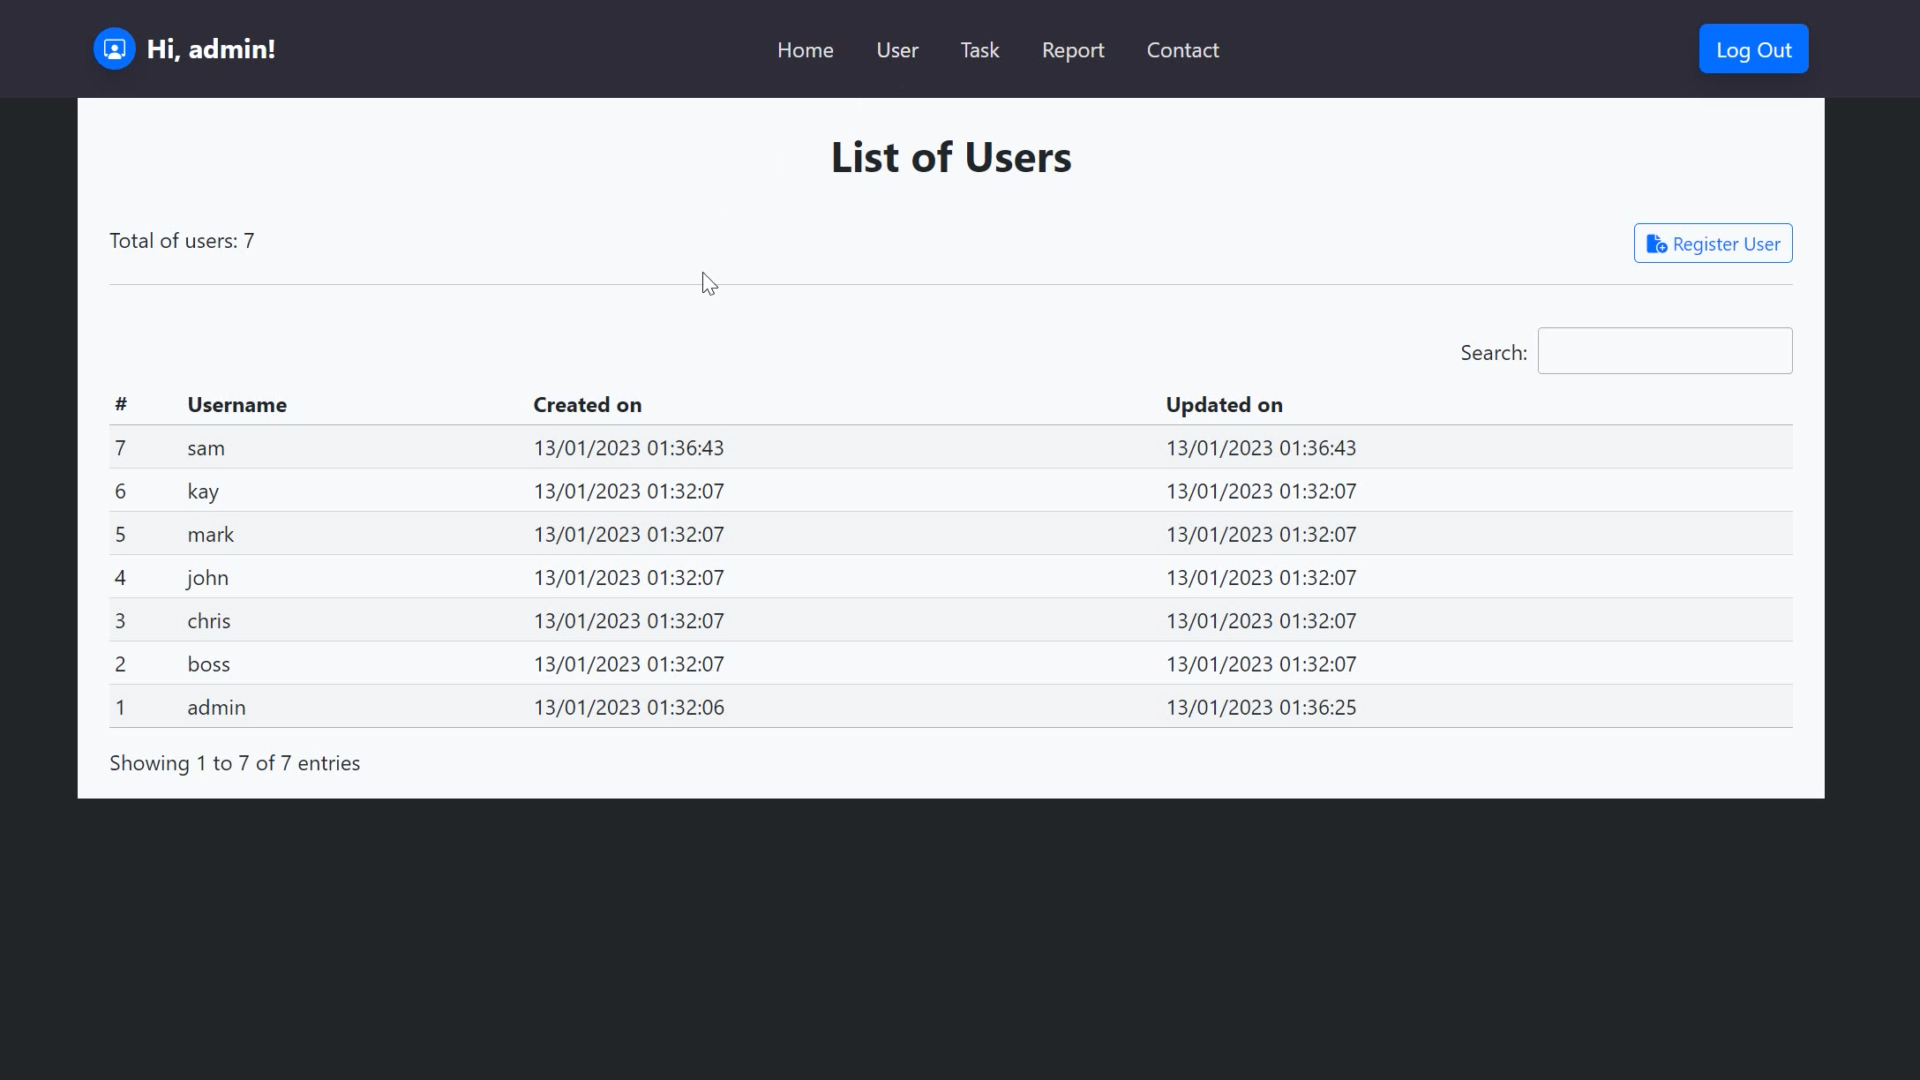 Hi, admin! Home User Task Report Contact Log Out
List of Users
Total of users: 7 Register User
Search:
# Username Created on Updated on
7 sam 13/01/2023 01:36:43 13/01/2023 01:36:43
6 kay 13/01/2023 01:32:07 13/01/2023 01:32:07
5 mark 13/01/2023 01:32:07 13/01/2023 01:32:07
4 john 13/01/2023 01:32:07 13/01/2023 01:32:07
3 chris 13/01/2023 01:32:07 13/01/2023 01:32:07
2 boss 13/01/2023 01:32:07 13/01/2023 01:32:07
1 admin 13/01/2023 01:32:06 13/01/2023 01:36:25
Showing 1 to 7 of 7 entries